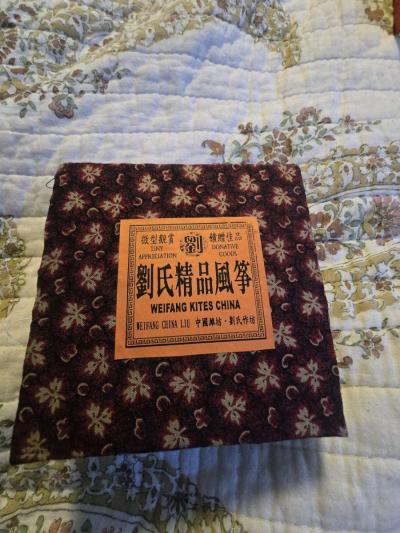 微型觀賞 劉 饋贈佳品
TINY DONATIVE
APPRECIATION GOODS
劉氏精品風箏
WEIFANG KITES CHINA
WEIFANG CHINA LIU 中國濰坊·劉氏作坊